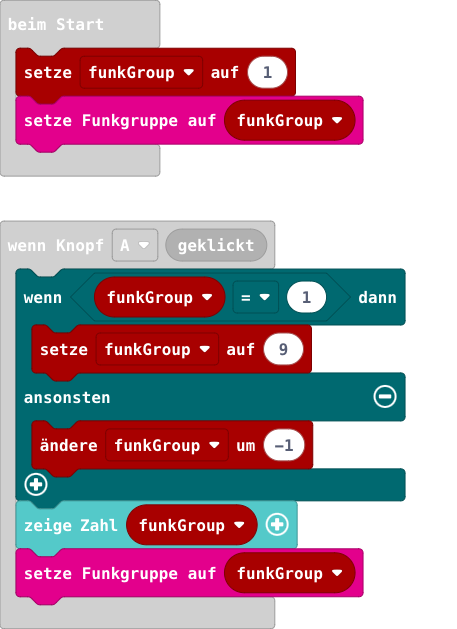 beim Start
setze funkGroup auf 1
setze Funkgruppe auf funkGroup
wenn Knopf A geklickt
wenn funkGroup = 1 dann
setze funkGroup auf 9
ansonsten
ändere funkGroup um -1
zeige Zahl funkGroup
setze Funkgruppe auf funkGroup